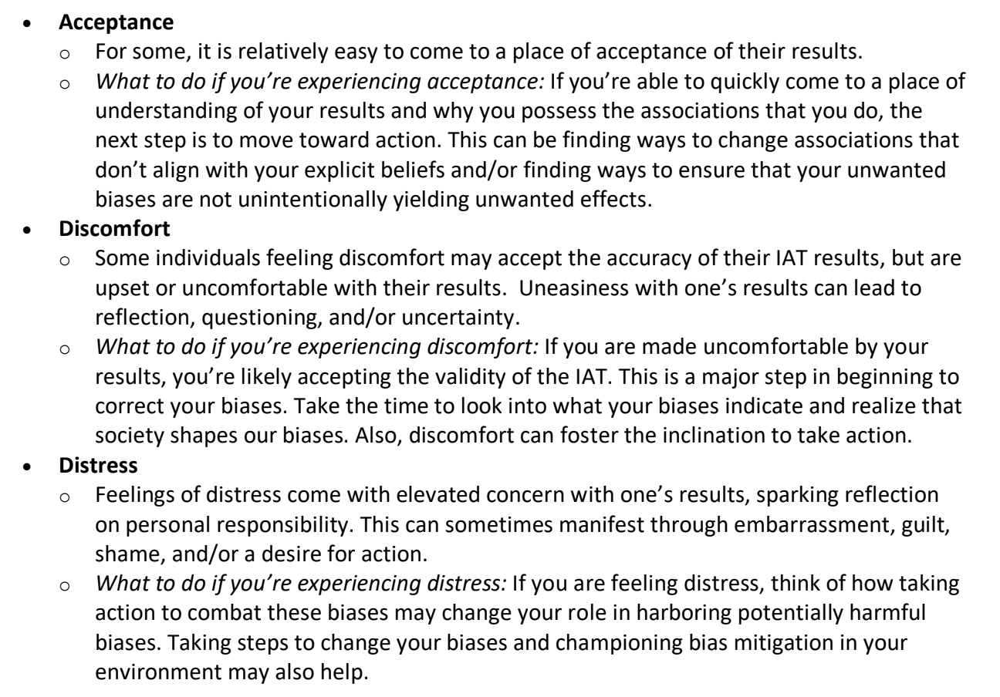 • Acceptance
o For some, it is relatively easy to come to a place of acceptance of their results.
o What to do if you’re experiencing acceptance: If you’re able to quickly come to a place of
understanding of your results and why you possess the associations that you do, the
next step is to move toward action. This can be finding ways to change associations that
don’t align with your explicit beliefs and/or finding ways to ensure that your unwanted
biases are not unintentionally yielding unwanted effects.
• Discomfort
o Some individuals feeling discomfort may accept the accuracy of their IAT results, but are
upset or uncomfortable with their results.  Uneasiness with one’s results can lead to
reflection, questioning, and/or uncertainty.
o What to do if you’re experiencing discomfort: If you are made uncomfortable by your
results, you’re likely accepting the validity of the IAT. This is a major step in beginning to
correct your biases. Take the time to look into what your biases indicate and realize that
society shapes our biases. Also, discomfort can foster the inclination to take action.
• Distress
o Feelings of distress come with elevated concern with one’s results, sparking reflection
on personal responsibility. This can sometimes manifest through embarrassment, guilt,
shame, and/or a desire for action.
o What to do if you’re experiencing distress: If you are feeling distress, think of how taking
action to combat these biases may change your role in harboring potentially harmful
biases. Taking steps to change your biases and championing bias mitigation in your
environment may also help.